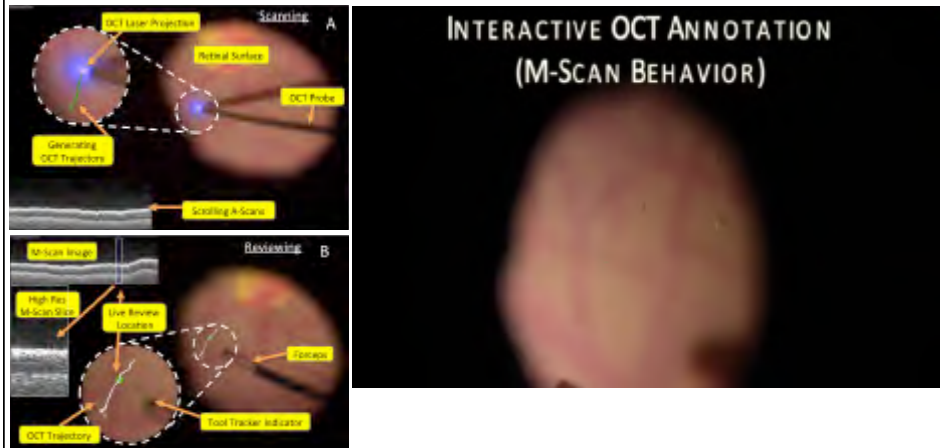 OCT Laser Projection
Scanning
A
Retinal Surface
OCT Probe
Generating
OCT Trajectory
Scrolling A-Scans
Reviewing
B
M-Scan Image
High Res
M-Scan Slice
Live Review
Location
Forceps
OCT Trajectory
Tool Tracker Indicator
INTERACTIVE OCT ANNOTATION
(M-SCAN BEHAVIOR)